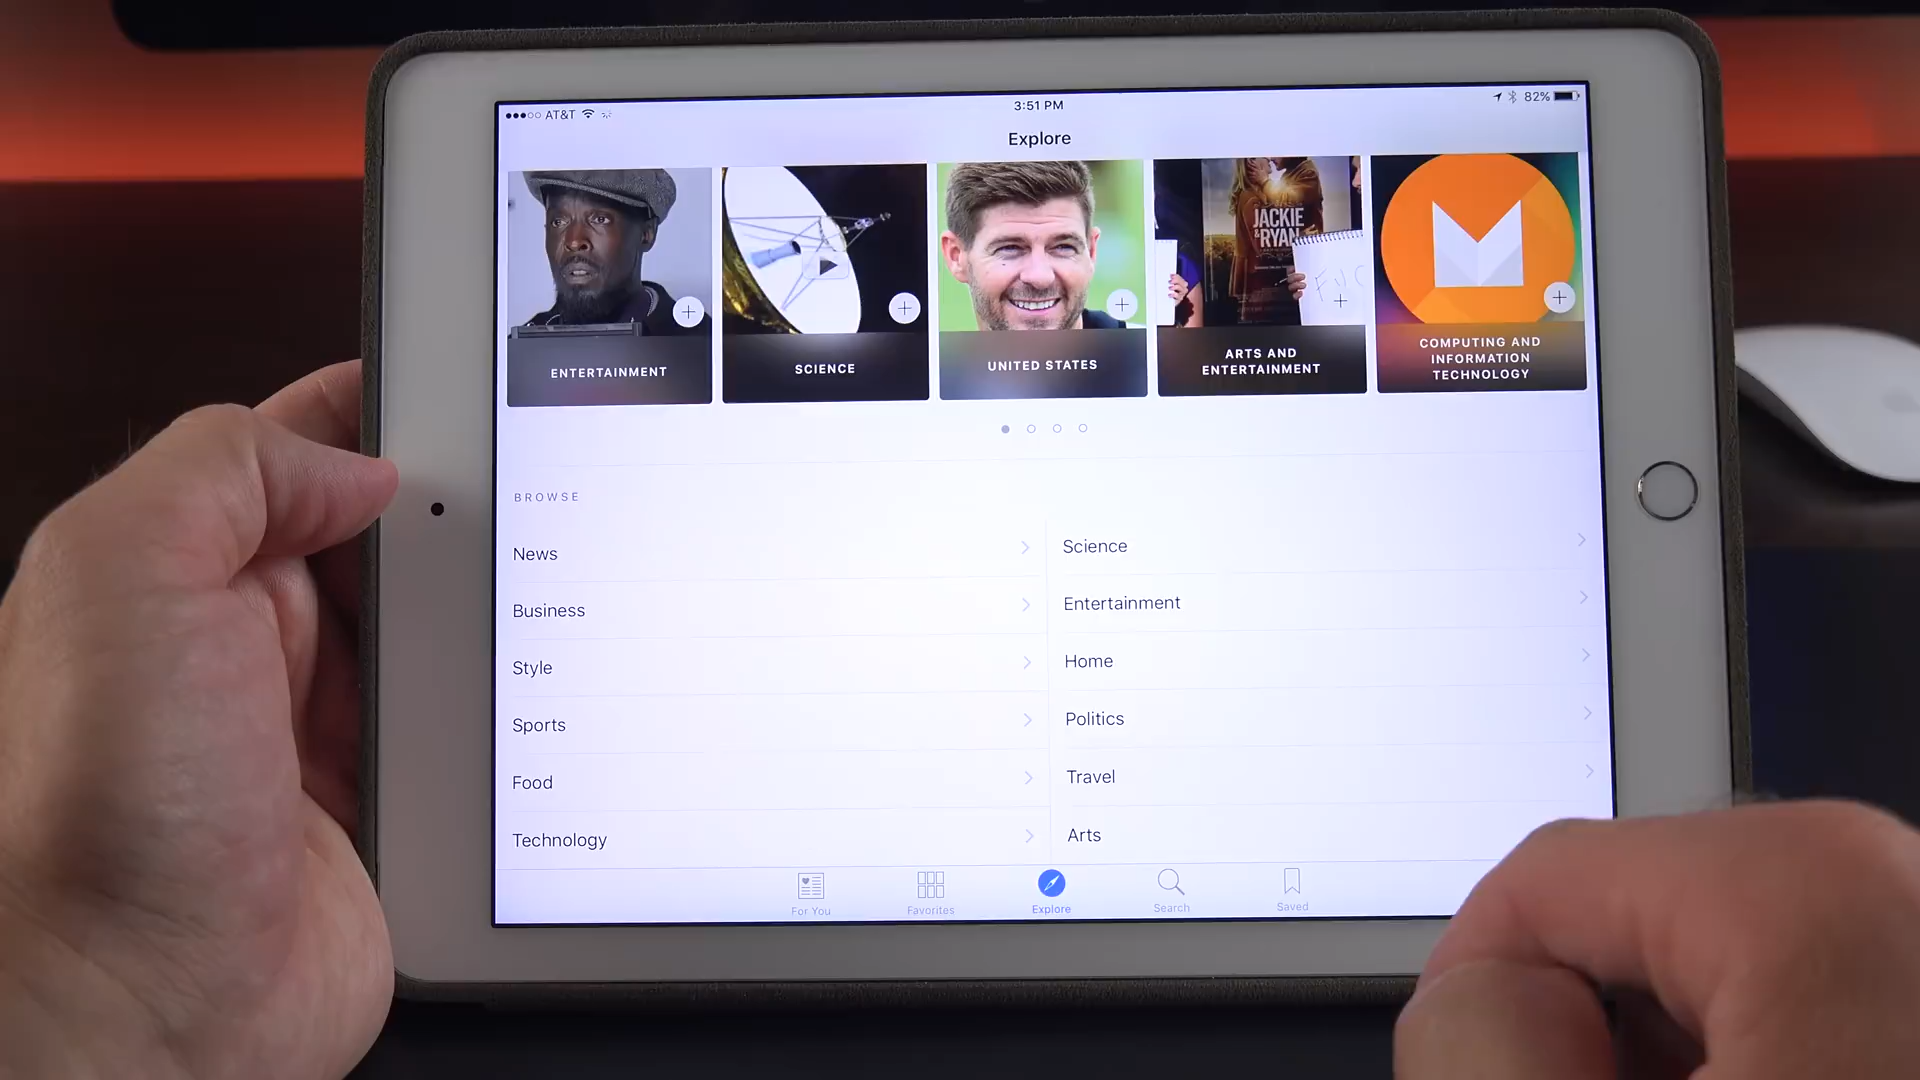 AT&T
3:51 PM
82%
Explore
JACKIE
& RYAN
ENTERTAINMENT
SCIENCE
UNITED STATES
ARTS AND
ENTERTAINMENT
COMPUTING AND
INFORMATION
TECHNOLOGY
BROWSE
News
Science
Business
Entertainment
Style
Home
Sports
Politics
Food
Travel
Technology
Arts
For You
Favorites
Explore
Search
Saved